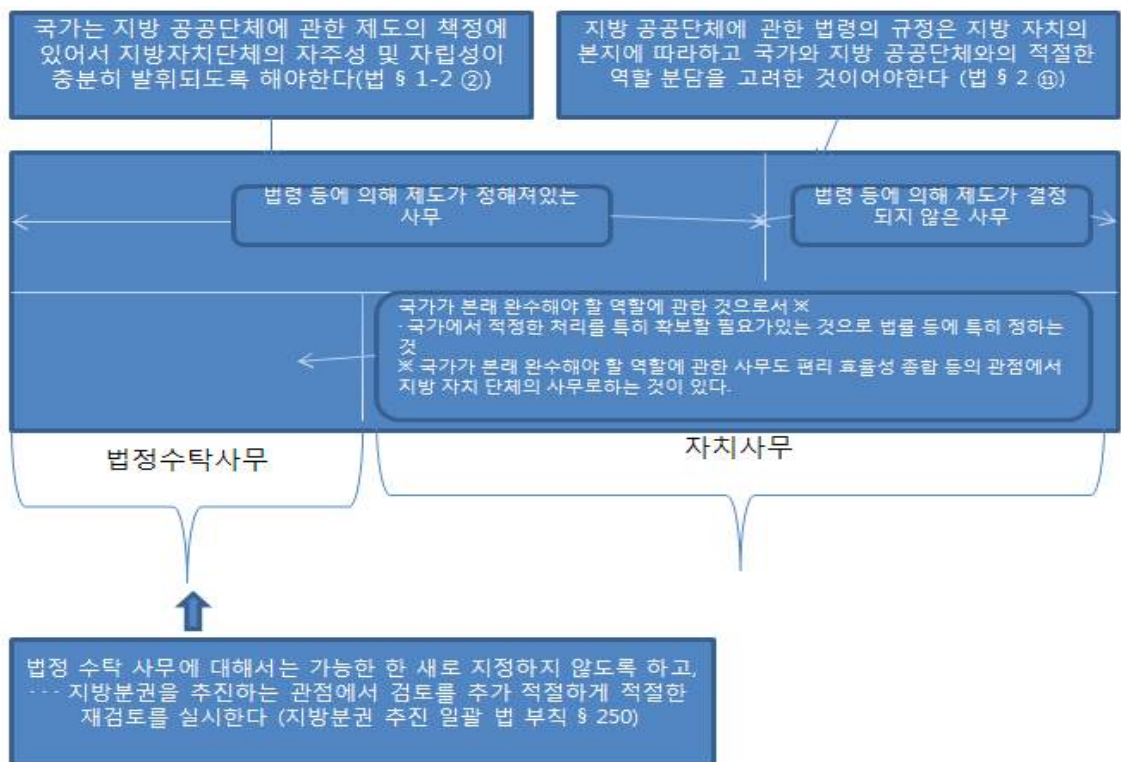 국가는 지방 공공단체에 관한 제도의 책정에
있어서 지방자치단체의 자주성 및 자립성이
충분히 발휘되도록 해야한다(법 § 1-2 ②)
지방 공공단체에 관한 법령의 규정은 지방 자치의
본지에 따라하고 국가와 지방 공공단체와의 적절한
역할 분담을 고려한 것이어야한다 (법 § 2 ⑪)
법령 등에 의해 제도가 정해져있는
사무
법령 등에 의해 제도가 결정
되지 않은 사무
국가가 본래 완수해야 할 역할에 관한 것으로서 ※
· 국가에서 적정한 처리를 특히 확보할 필요가있는 것으로 법률 등에 특히 정하는
것
※ 국가가 본래 완수해야 할 역할에 관한 사무도 편리 효율성 종합 등의 관점에서
지방 자치 단체의 사무로하는 것이 있다.
법정수탁사무
자치사무
법정 수탁 사무에 대해서는 가능한 한 새로 지정하지 않도록 하고,
··· 지방분권을 추진하는 관점에서 검토를 추가 적절하게 적절한
재검토를 실시한다 (지방분권 추진 일괄 법 부칙 § 250)